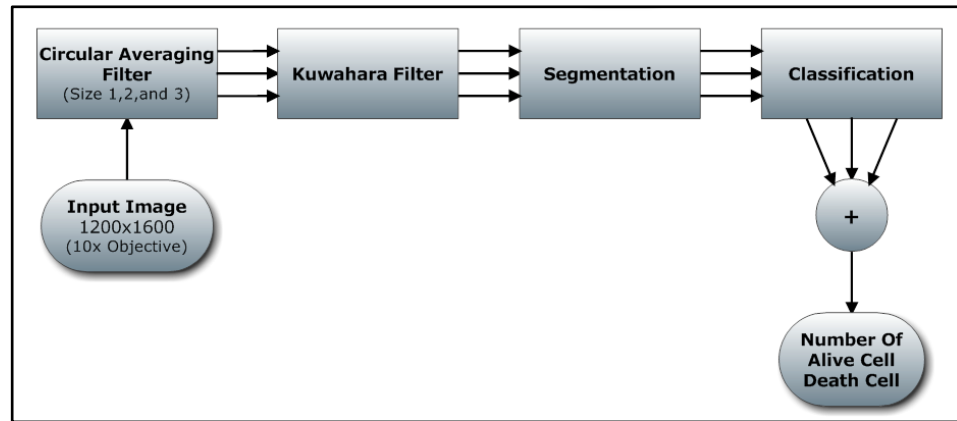 Circular Averaging
Filter
(Size 1,2,and 3)
Kuwahara Filter
Segmentation
Classification
Input Image
1200x1600
(10x Objective)
+
Number Of
Alive Cell
Death Cell